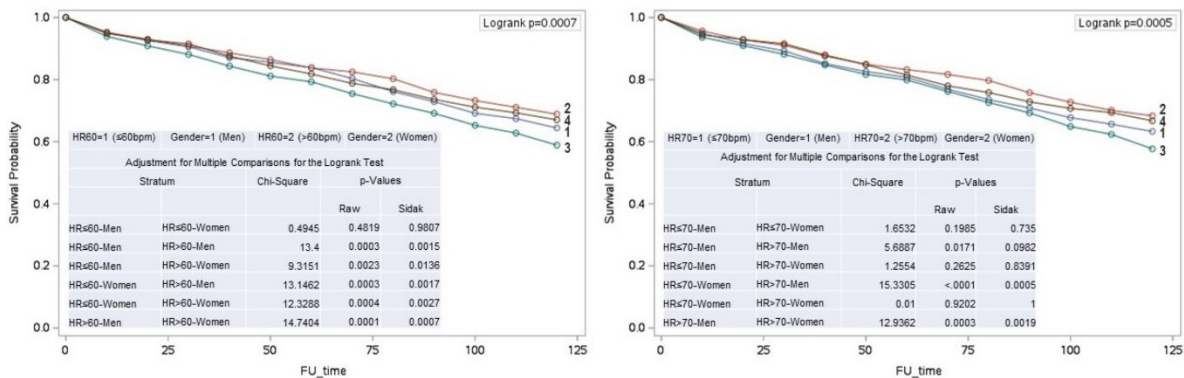 Logrank p=0.0007
1.0
0.8
0.6
0.4
0.2
0.0
Survival Probability
2
4
1
3
HR60=1 (≤60bpm) Gender=1 (Men) HR60=2 (>60bpm) Gender=2 (Women)
Adjustment for Multiple Comparisons for the Logrank Test
Stratum Chi-Square p-Values
Raw Sidak
HR≤60-Men HR≤60-Women 0.4945 0.4819 0.9807
HR≤60-Men HR>60-Men 13.4 0.0003 0.0015
HR≤60-Men HR>60-Women 9.3151 0.0023 0.0136
HR≤60-Women HR>60-Men 13.1462 0.0003 0.0017
HR≤60-Women HR>60-Women 12.3288 0.0004 0.0027
HR>60-Men HR>60-Women 14.7404 0.0001 0.0007
0 25 50 75 100 125
FU_time
Logrank p=0.0005
1.0
0.8
0.6
0.4
0.2
0.0
Survival Probability
2
4
1
3
HR70=1 (≤70bpm) Gender=1 (Men) HR70=2 (>70bpm) Gender=2 (Women)
Adjustment for Multiple Comparisons for the Logrank Test
Stratum Chi-Square p-Values
Raw Sidak
HR≤70-Men HR≤70-Women 1.6532 0.1985 0.735
HR≤70-Men HR>70-Men 5.6887 0.0171 0.0982
HR≤70-Men HR>70-Women 1.2554 0.2625 0.8391
HR≤70-Women HR>70-Men 15.3305 <.0001 0.0005
HR≤70-Women HR>70-Women 0.01 0.9202 1
HR>70-Men HR>70-Women 12.9362 0.0003 0.0019
0 25 50 75 100 125
FU_time